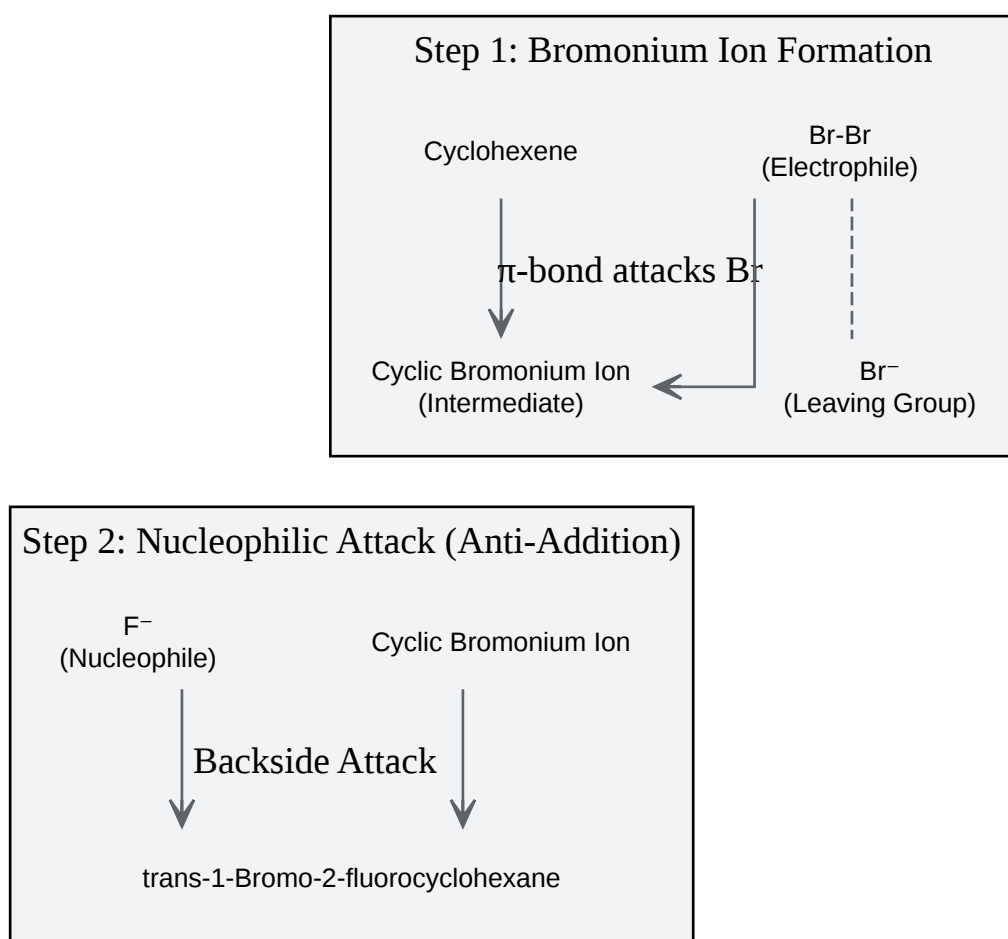 Step 1: Bromonium Ion Formation
Cyclohexene
Br-Br
(Electrophile)
π-bond attacks Br
Cyclic Bromonium Ion
(Intermediate)
Br⁻
(Leaving Group)
Step 2: Nucleophilic Attack (Anti-Addition)
F⁻
(Nucleophile)
Cyclic Bromonium Ion
Backside Attack
trans-1-Bromo-2-fluorocyclohexane